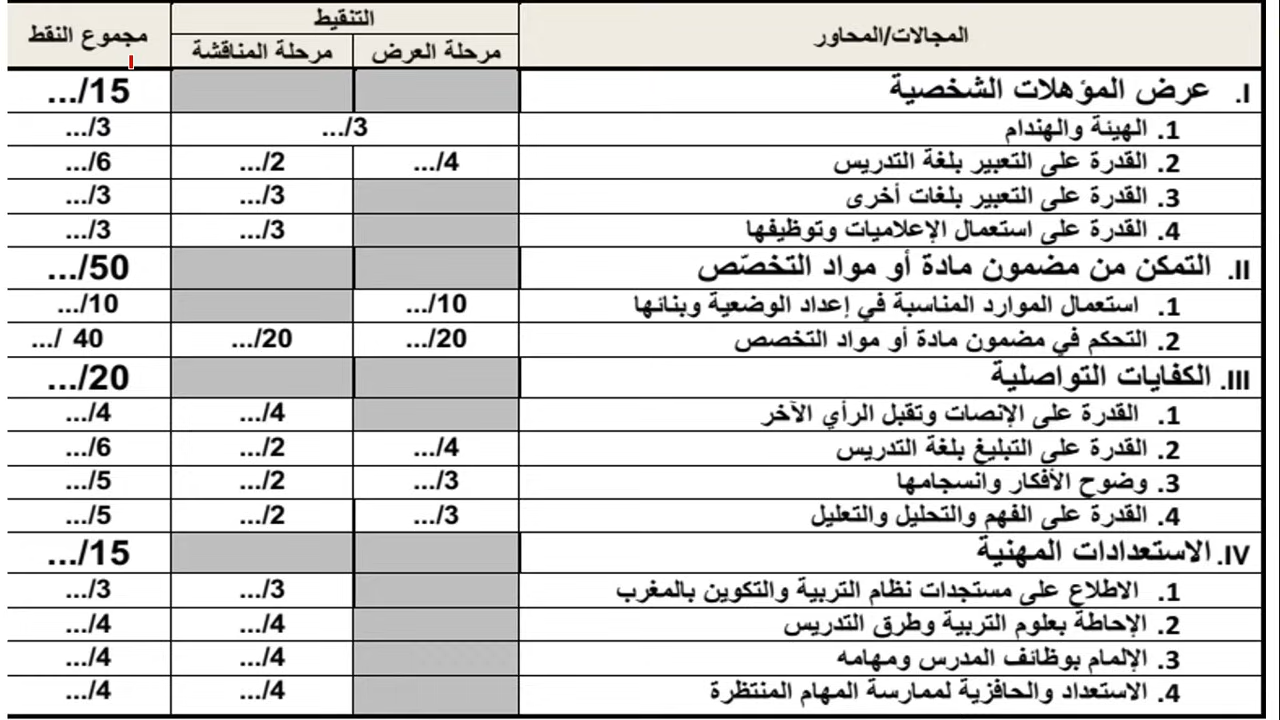 المجالات/المحاور التنقيط مجموع النقط
مرحلة العرض مرحلة المناقشة
I. عرض المؤهلات الشخصية .../15
1. الهيئة والهندام .../3 .../3
2. القدرة على التعبير بلغة التدريس .../4 .../2 .../6
3. القدرة على التعبير بلغات أخرى .../3 .../3
4. القدرة على استعمال الإعلاميات وتوظيفها .../3 .../3
II. التمكن من مضمون مادة أو مواد التخصّص .../50
1. استعمال الموارد المناسبة في إعداد الوضعية وبنائها .../10 .../10
2. التحكم في مضمون مادة أو مواد التخصص .../20 .../20 .../ 40
III. الكفايات التواصلية .../20
1. القدرة على الإنصات وتقبل الرأي الآخر .../4 .../4
2. القدرة على التبليغ بلغة التدريس .../4 .../2 .../6
3. وضوح الأفكار وانسجامها .../3 .../2 .../5
4. القدرة على الفهم والتحليل والتعليل .../3 .../2 .../5
IV. الاستعدادات المهنية .../15
1. الاطلاع على مستجدات نظام التربية والتكوين بالمغرب .../3 .../3
2. الإحاطة بعلوم التربية وطرق التدريس .../4 .../4
3. الإلمام بوظائف المدرس ومهامه .../4 .../4
4. الاستعداد والحافزية لممارسة المهام المنتظرة .../4 .../4